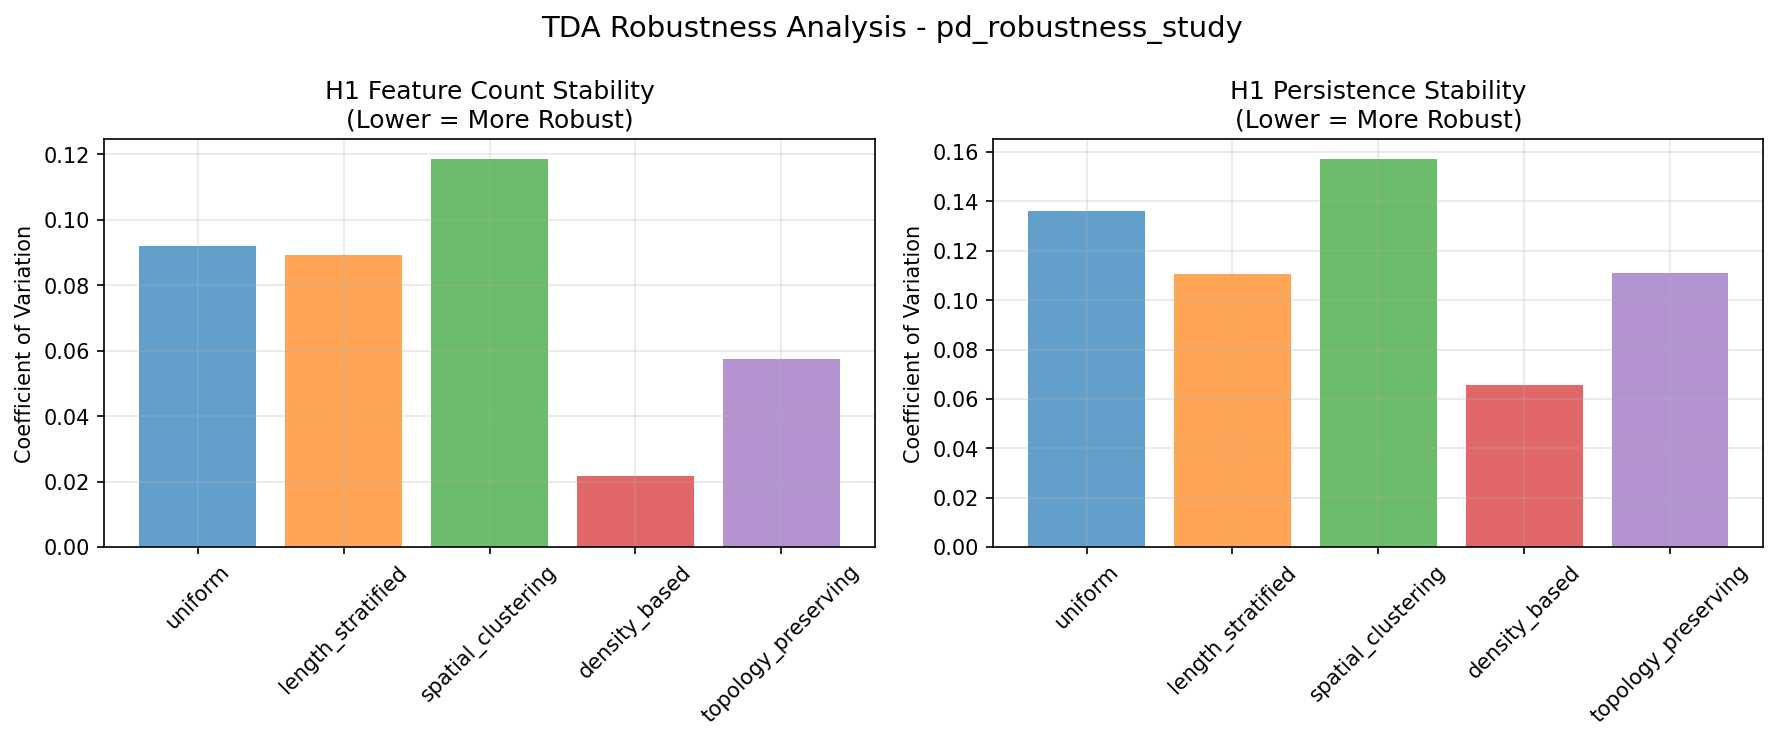 TDA Robustness Analysis - pd_robustness_study
H1 Feature Count Stability
(Lower = More Robust)
Coefficient of Variation
0.12
0.10
0.08
0.06
0.04
0.02
0.00
uniform
length_stratified
spatial_clustering
density_based
topology_preserving
H1 Persistence Stability
(Lower = More Robust)
Coefficient of Variation
0.16
0.14
0.12
0.10
0.08
0.06
0.04
0.02
0.00
uniform
length_stratified
spatial_clustering
density_based
topology_preserving